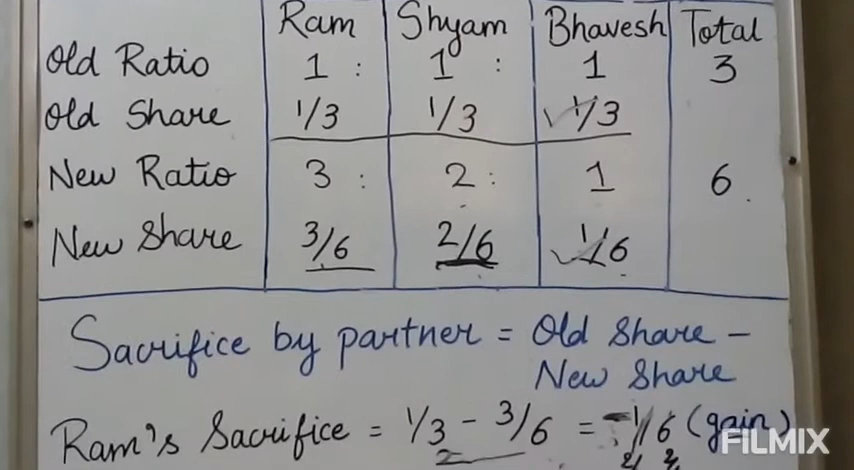 Ram Shyam Bhavesh Total
Old Ratio 1 : 1 : 1 3
Old Share 1/3 1/3 1/3
New Ratio 3 : 2 : 1 6
New Share 3/6 2/6 1/6
Sacrifice by partner = Old Share –
New Share
Ram's Sacrifice = 1/3 - 3/6 = -1/6 (gain)
FILMIX